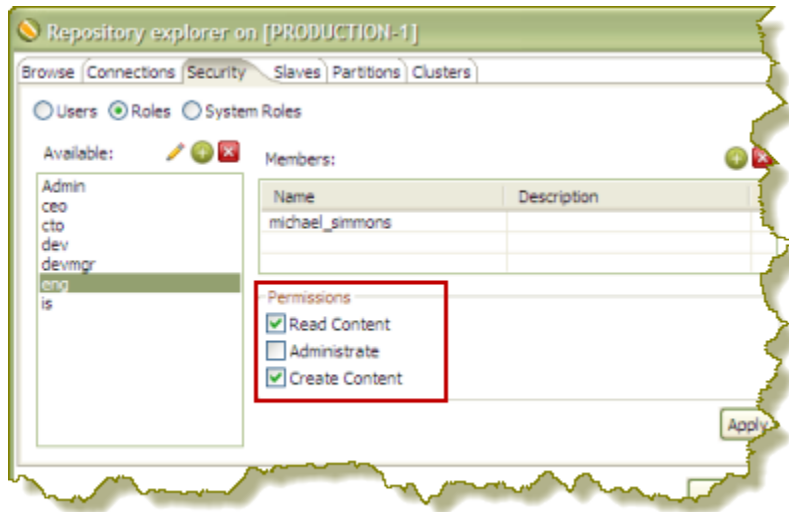 Repository explorer on [PRODUCTION-1]
Browse Connections Security Slaves Partitions Clusters
Users Roles System Roles
Available:
Members:
Admin
ceo
cto
dev
devmgr
eng
is
Name Description
michael_simmons
Permissions
Read Content
Administrate
Create Content
Apply